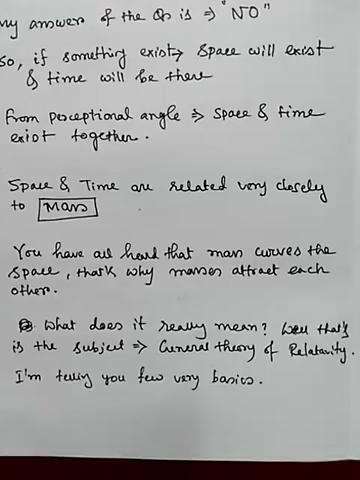 my answer of the Qs is ⇒ "NO"
So, if something exist → space will exist
& time will be there
From perceptional angle ⇒ space & time
exist together.
Space & Time are related very closely
to Mass
You have all heard that mass curves the
space, that's why masses attract each
other.
What does it really mean? Well that's
is the subject ⇒ General theory of Relativity.
I'm telling you few very basics.